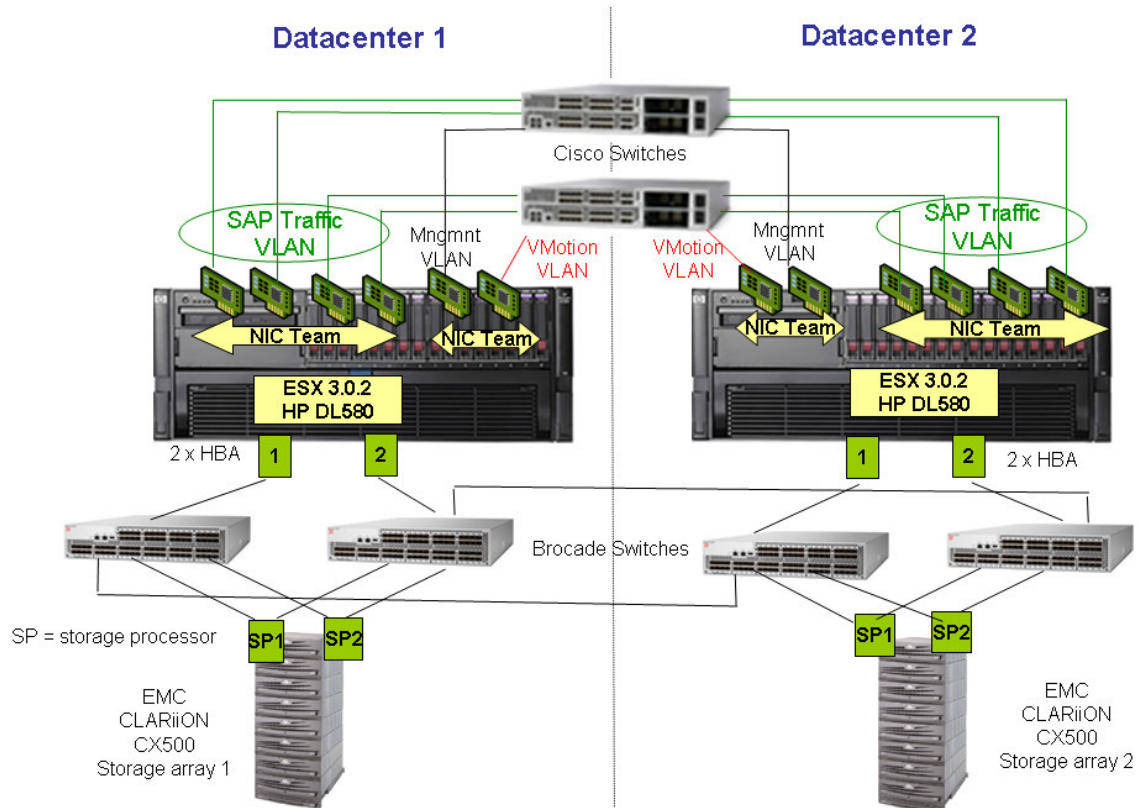 Datacenter 1
Datacenter 2
Cisco Switches
SAP Traffic
VLAN
Mngmnt
VLAN
VMotion
VLAN
VMotion
VLAN
Mngmnt
VLAN
SAP Traffic
VLAN
NIC Team
NIC Team
NIC Team
NIC Team
ESX 3.0.2
HP DL580
ESX 3.0.2
HP DL580
2 x HBA
1
2
1
2
2 x HBA
Brocade Switches
SP = storage processor
SP1
SP2
SP1
SP2
EMC
CLARiiON
CX500
Storage array 1
EMC
CLARiiON
CX500
Storage array 2